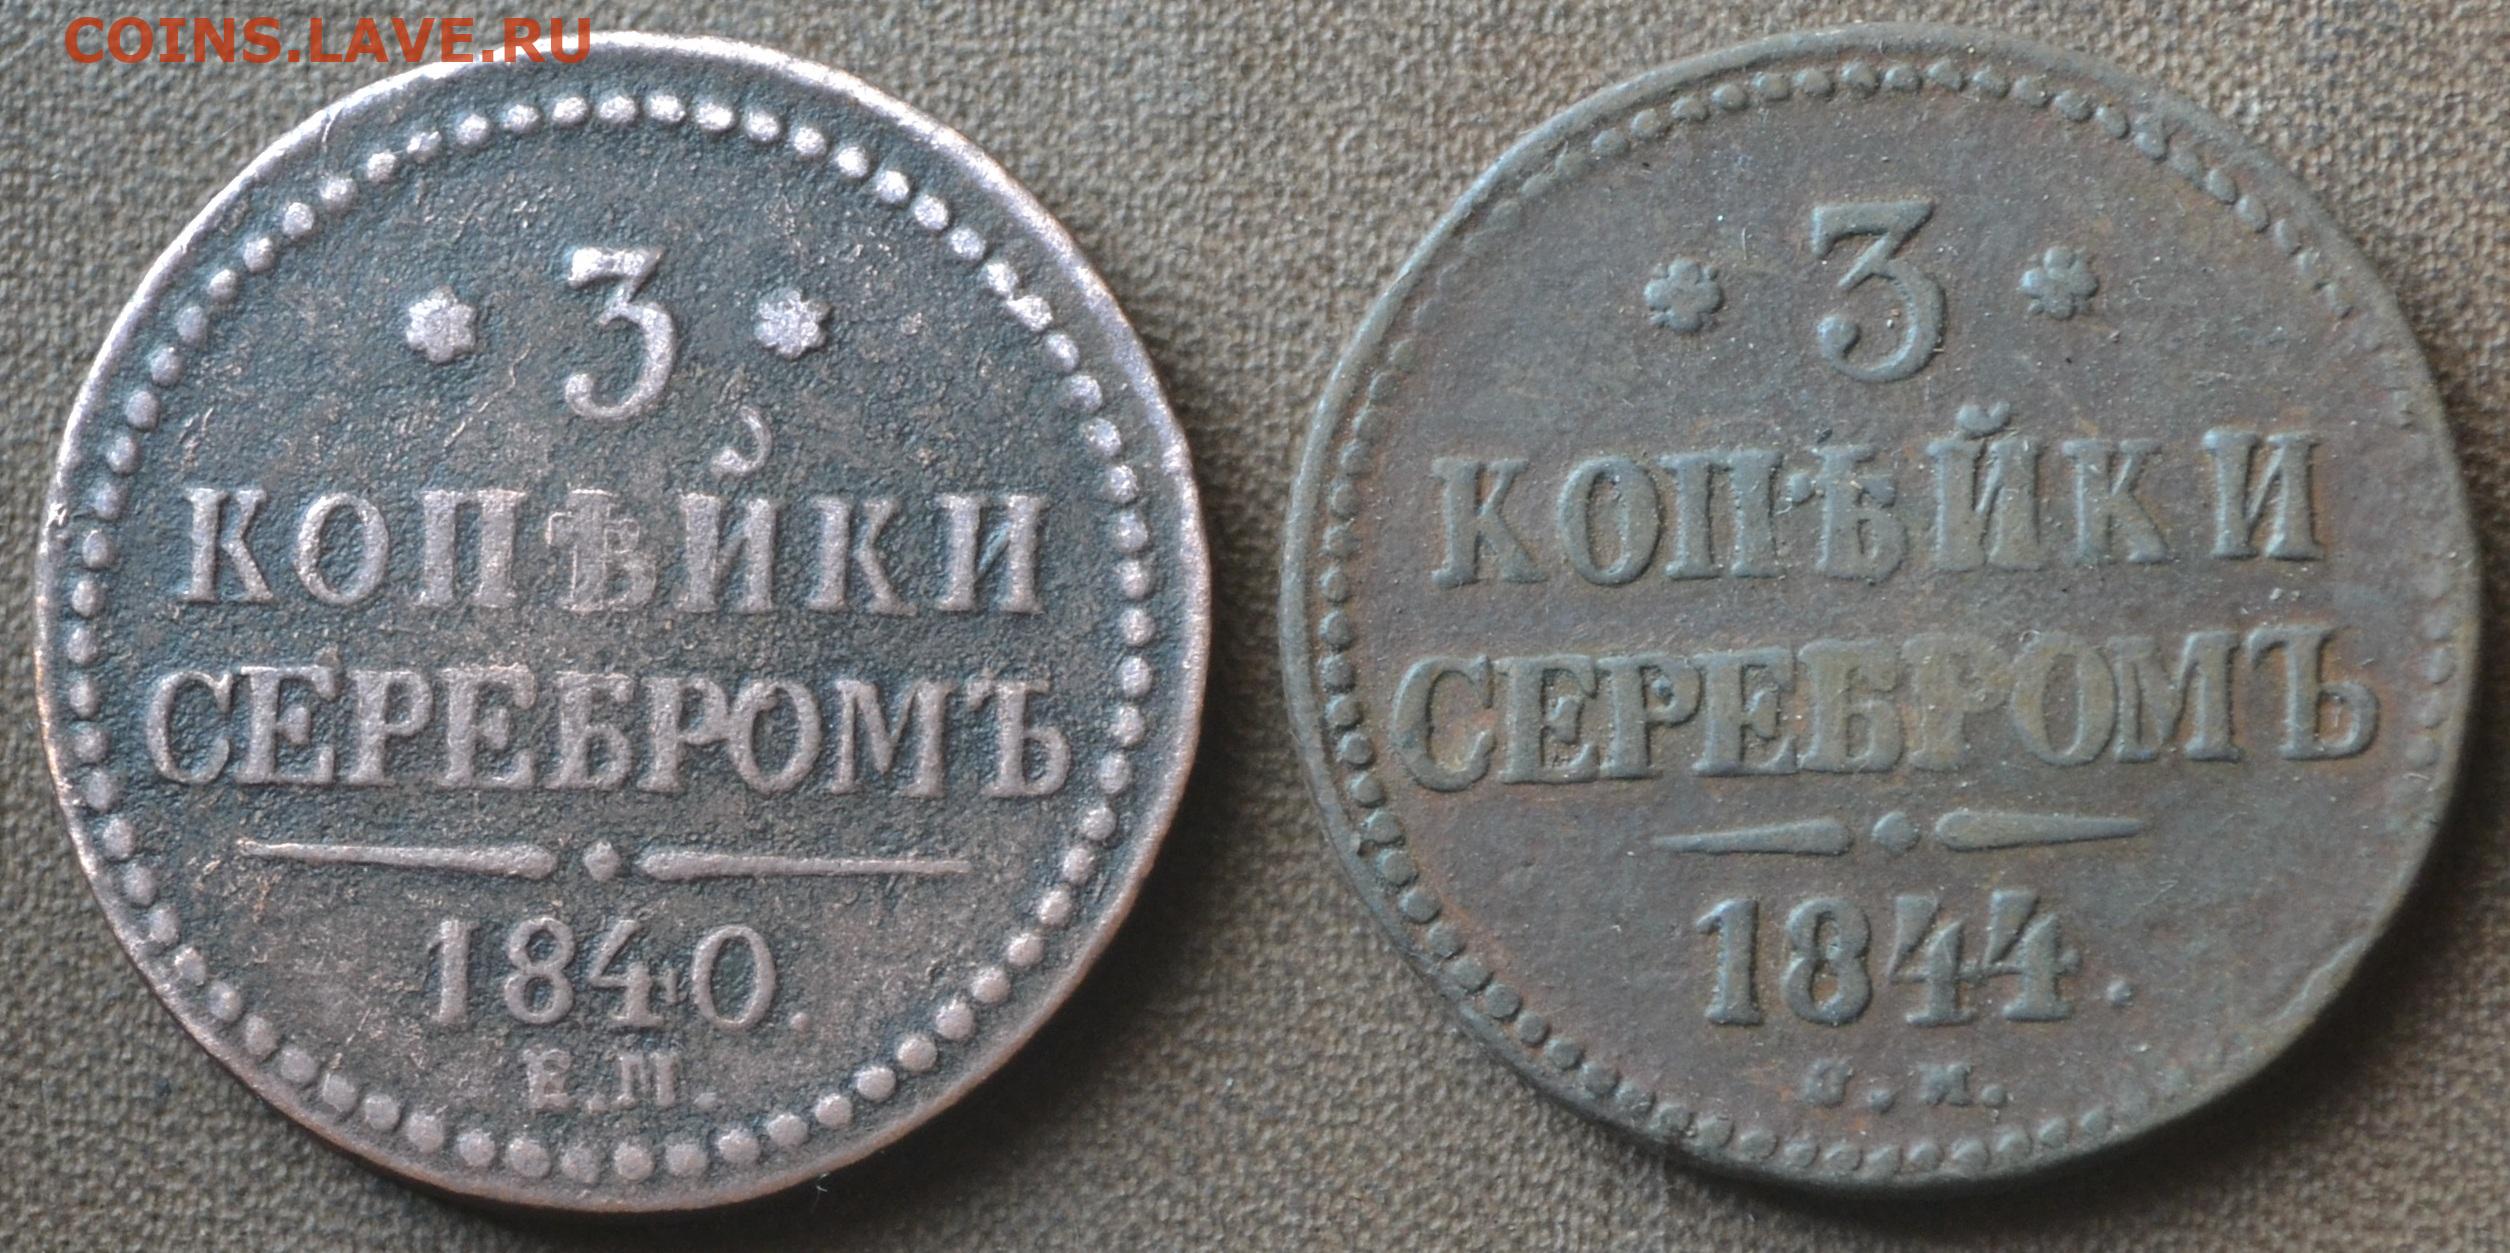 COINS.LAVE.RU
3
КОПѢЙКИ
СЕРЕБРОМЪ
1840.
Е.М.
3
КОПѢЙКИ
СЕРЕБРОМЪ
1844.
С.М.